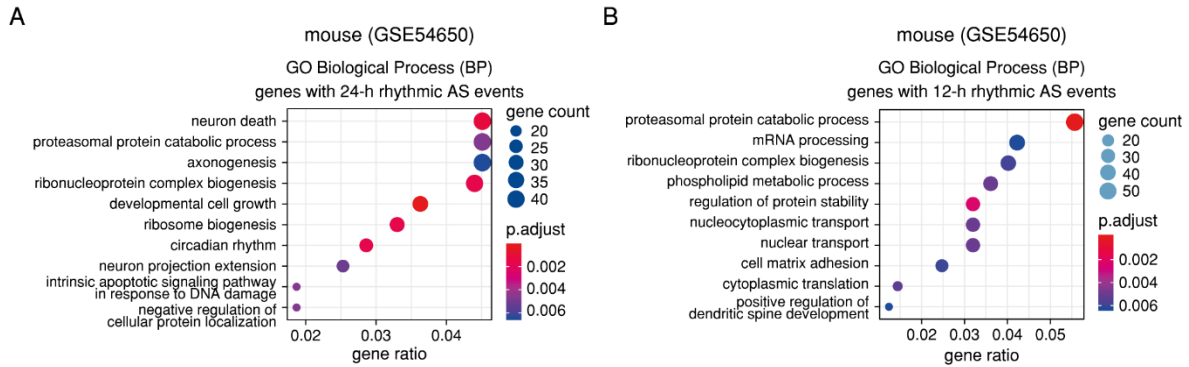 A
mouse (GSE54650)
GO Biological Process (BP)
genes with 24-h rhythmic AS events
neuron death
proteasomal protein catabolic process
axonogenesis
ribonucleoprotein complex biogenesis
developmental cell growth
ribosome biogenesis
circadian rhythm
neuron projection extension
intrinsic apoptotic signaling pathway
in response to DNA damage
negative regulation of
cellular protein localization
0.02 0.03 0.04
gene ratio
gene count
20
25
30
35
40
p.adjust
0.002
0.004
0.006
B
mouse (GSE54650)
GO Biological Process (BP)
genes with 12-h rhythmic AS events
proteasomal protein catabolic process
mRNA processing
ribonucleoprotein complex biogenesis
phospholipid metabolic process
regulation of protein stability
nucleocytoplasmic transport
nuclear transport
cell matrix adhesion
cytoplasmic translation
positive regulation of
dendritic spine development
0.02 0.03 0.04 0.05
gene ratio
gene count
20
30
40
50
p.adjust
0.002
0.004
0.006